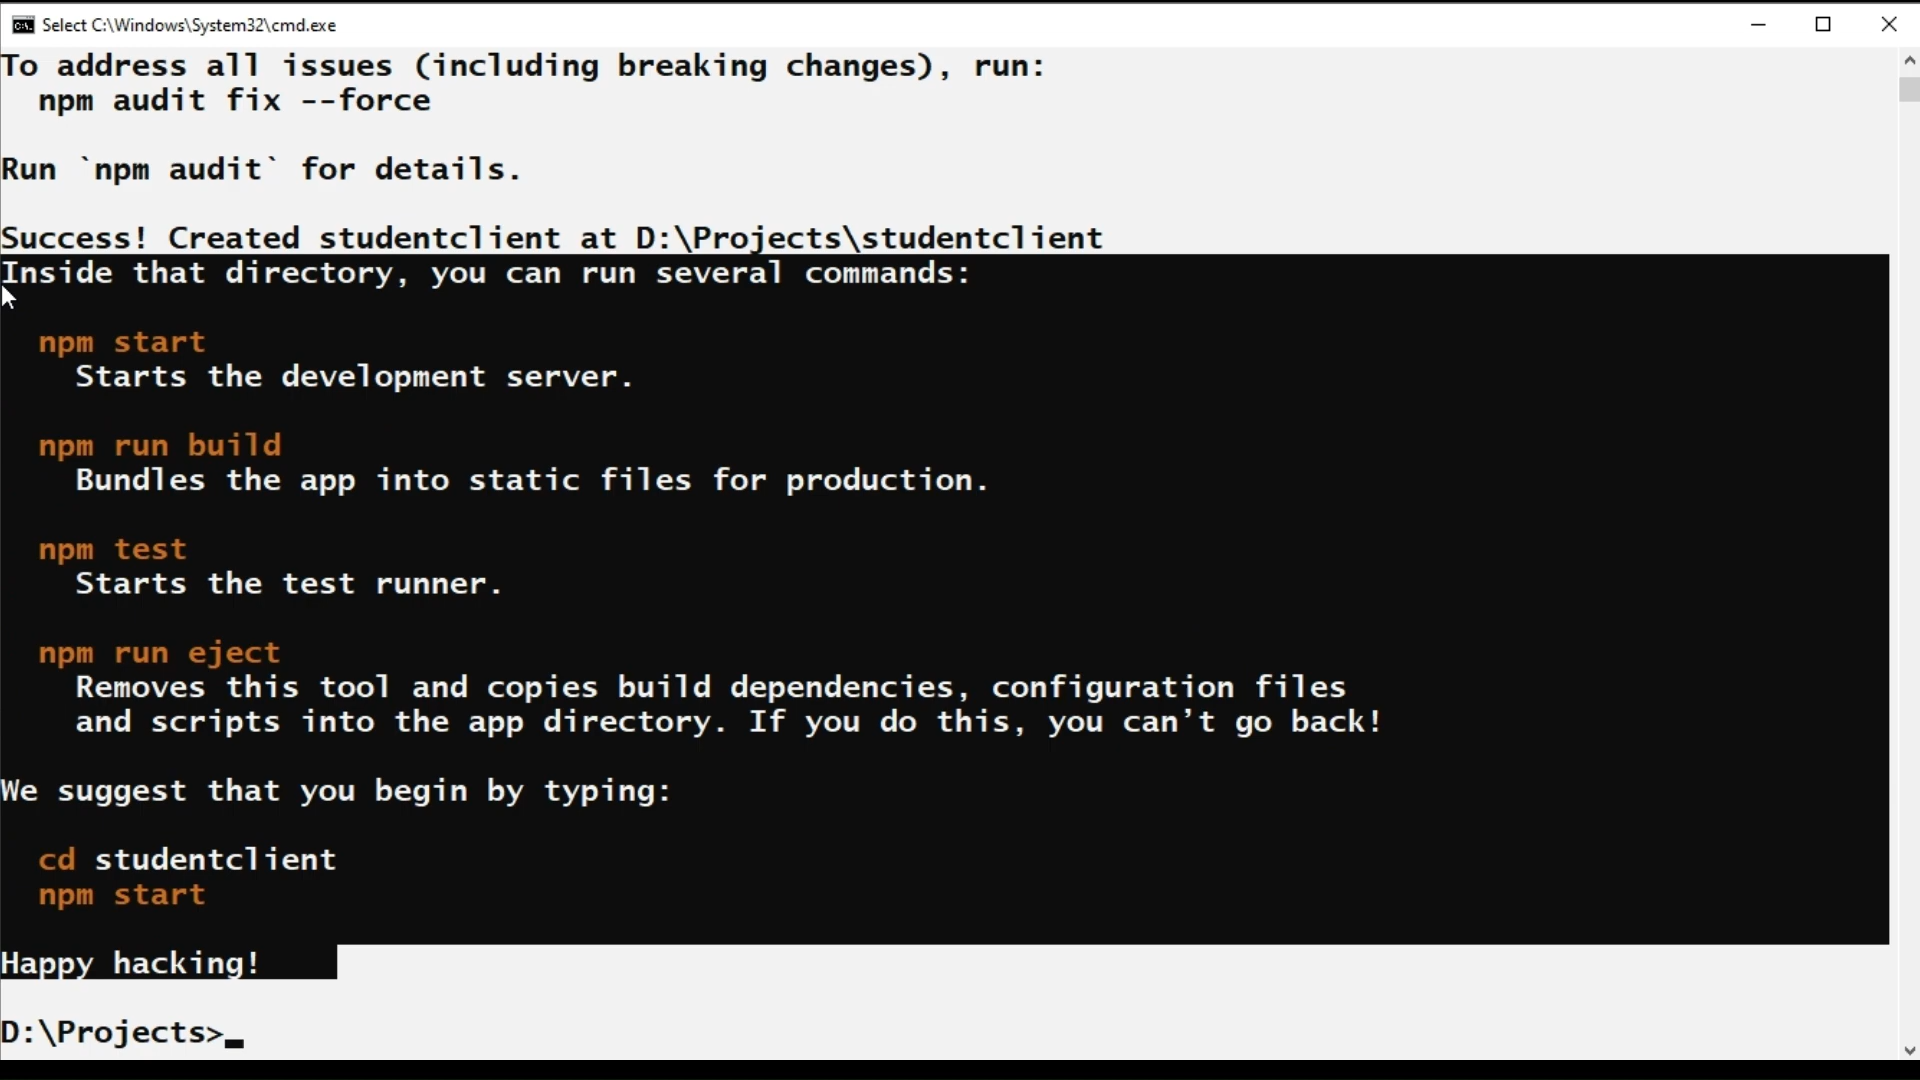 Select C:\Windows\System32\cmd.exe
To address all issues (including breaking changes), run:
  npm audit fix --force
Run `npm audit` for details.
Success! Created studentclient at D:\Projects\studentclient
Inside that directory, you can run several commands:
  npm start
    Starts the development server.
  npm run build
    Bundles the app into static files for production.
  npm test
    Starts the test runner.
  npm run eject
    Removes this tool and copies build dependencies, configuration files
    and scripts into the app directory. If you do this, you can’t go back!
We suggest that you begin by typing:
  cd studentclient
  npm start
Happy hacking!
D:\Projects>